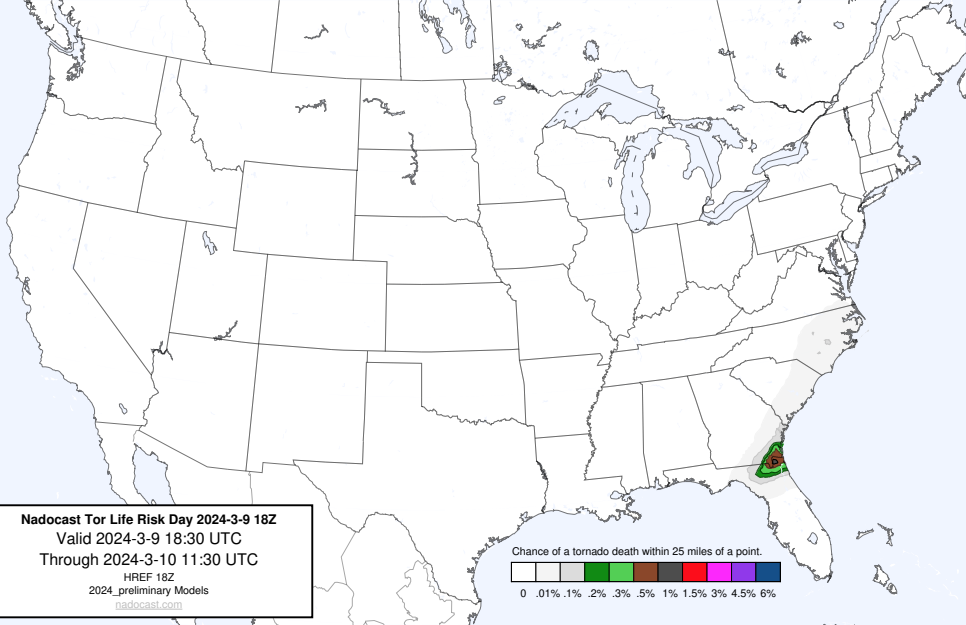 Nadocast Tor Life Risk Day 2024-3-9 18Z
Valid 2024-3-9 18:30 UTC
Through 2024-3-10 11:30 UTC
HREF 18Z
2024_preliminary Models
nadocast.com
Chance of a tornado death within 25 miles of a point.
0 .01% .1% .2% .3% .5% 1% 1.5% 3% 4.5% 6%